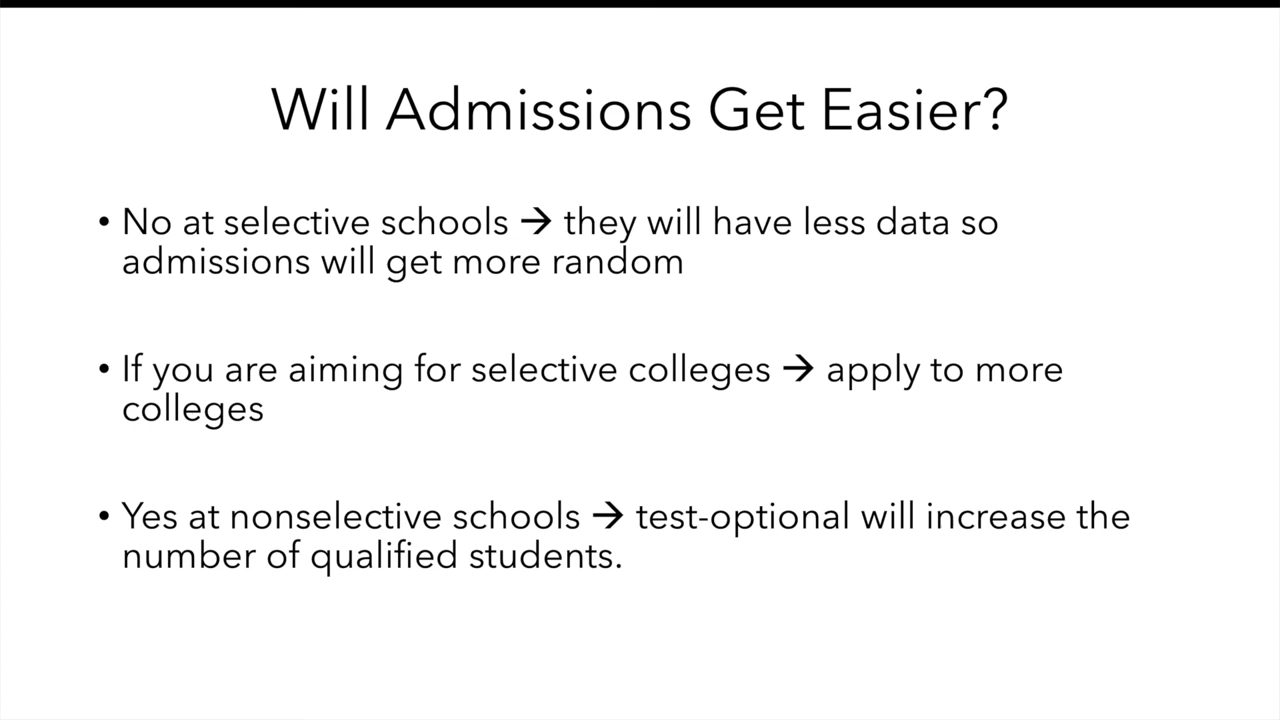 Will Admissions Get Easier?
• No at selective schools → they will have less data so
admissions will get more random
• If you are aiming for selective colleges → apply to more
colleges
• Yes at nonselective schools → test-optional will increase the
number of qualified students.